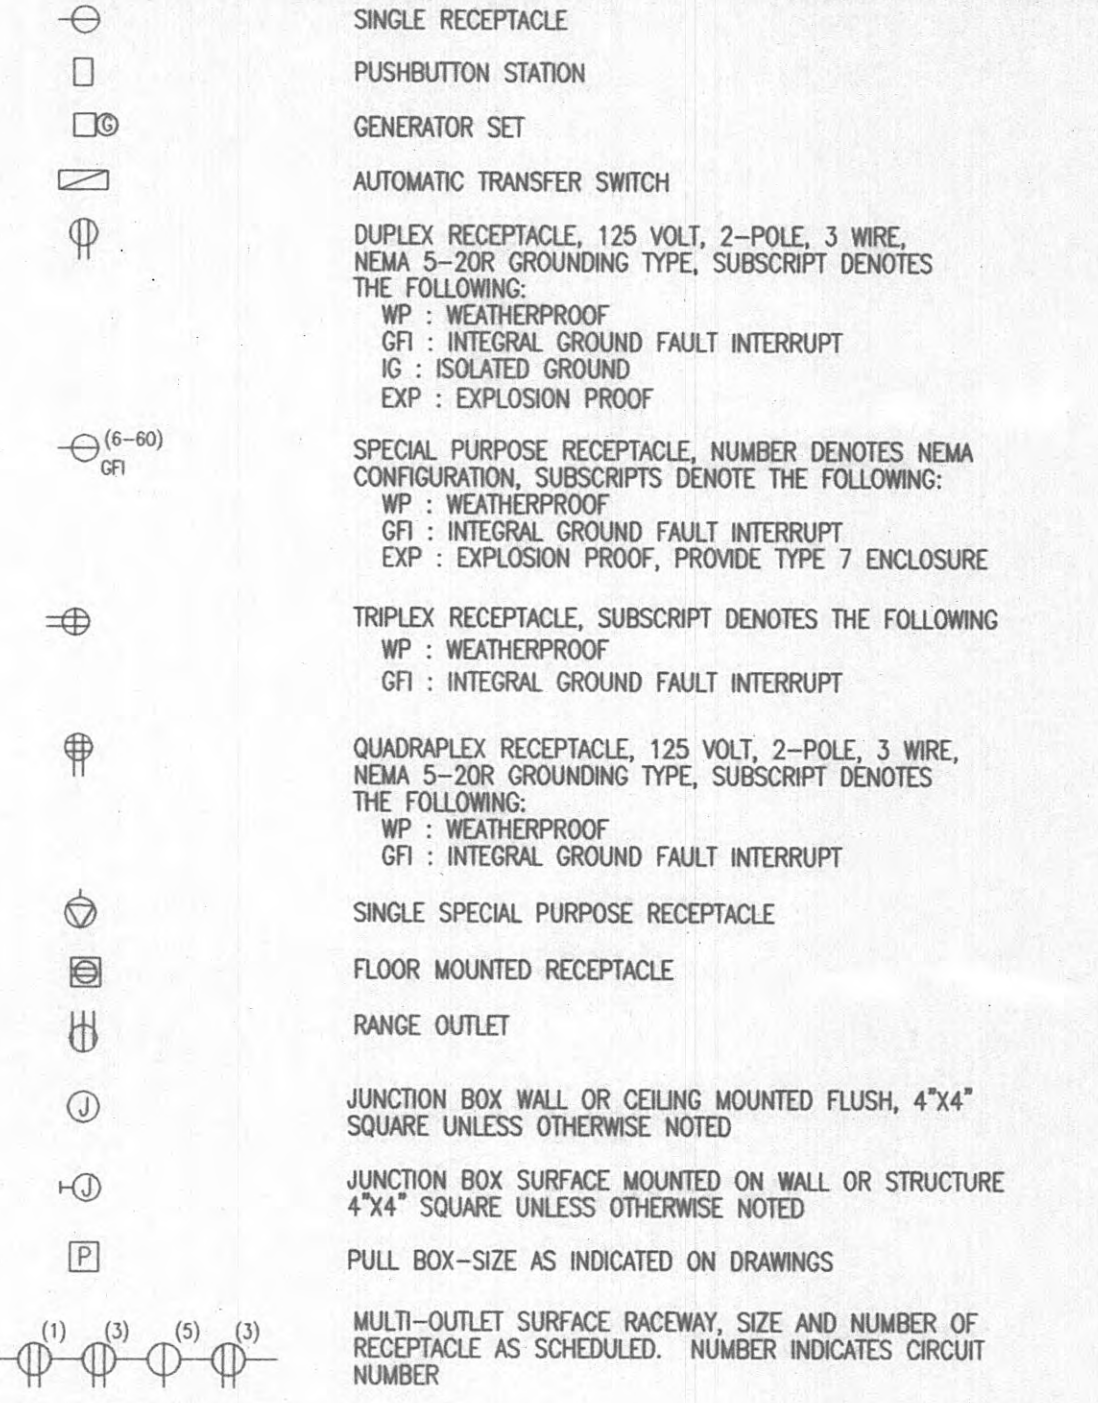 SINGLE RECEPTACLE
PUSHBUTTON STATION
G
GENERATOR SET
AUTOMATIC TRANSFER SWITCH
DUPLEX RECEPTACLE, 125 VOLT, 2-POLE, 3 WIRE,
NEMA 5-20R GROUNDING TYPE, SUBSCRIPT DENOTES
THE FOLLOWING:
WP : WEATHERPROOF
GFI : INTEGRAL GROUND FAULT INTERRUPT
IG : ISOLATED GROUND
EXP : EXPLOSION PROOF
(6-60)
GFI
SPECIAL PURPOSE RECEPTACLE, NUMBER DENOTES NEMA
CONFIGURATION, SUBSCRIPTS DENOTE THE FOLLOWING:
WP : WEATHERPROOF
GFI : INTEGRAL GROUND FAULT INTERRUPT
EXP : EXPLOSION PROOF, PROVIDE TYPE 7 ENCLOSURE
TRIPLEX RECEPTACLE, SUBSCRIPT DENOTES THE FOLLOWING
WP : WEATHERPROOF
GFI : INTEGRAL GROUND FAULT INTERRUPT
QUADRAPLEX RECEPTACLE, 125 VOLT, 2-POLE, 3 WIRE,
NEMA 5-20R GROUNDING TYPE, SUBSCRIPT DENOTES
THE FOLLOWING:
WP : WEATHERPROOF
GFI : INTEGRAL GROUND FAULT INTERRUPT
SINGLE SPECIAL PURPOSE RECEPTACLE
FLOOR MOUNTED RECEPTACLE
RANGE OUTLET
J
JUNCTION BOX WALL OR CEILING MOUNTED FLUSH, 4"X4"
SQUARE UNLESS OTHERWISE NOTED
J
JUNCTION BOX SURFACE MOUNTED ON WALL OR STRUCTURE
4"X4" SQUARE UNLESS OTHERWISE NOTED
P
PULL BOX-SIZE AS INDICATED ON DRAWINGS
(1) (3) (5) (3)
MULTI-OUTLET SURFACE RACEWAY, SIZE AND NUMBER OF
RECEPTACLE AS SCHEDULED. NUMBER INDICATES CIRCUIT
NUMBER